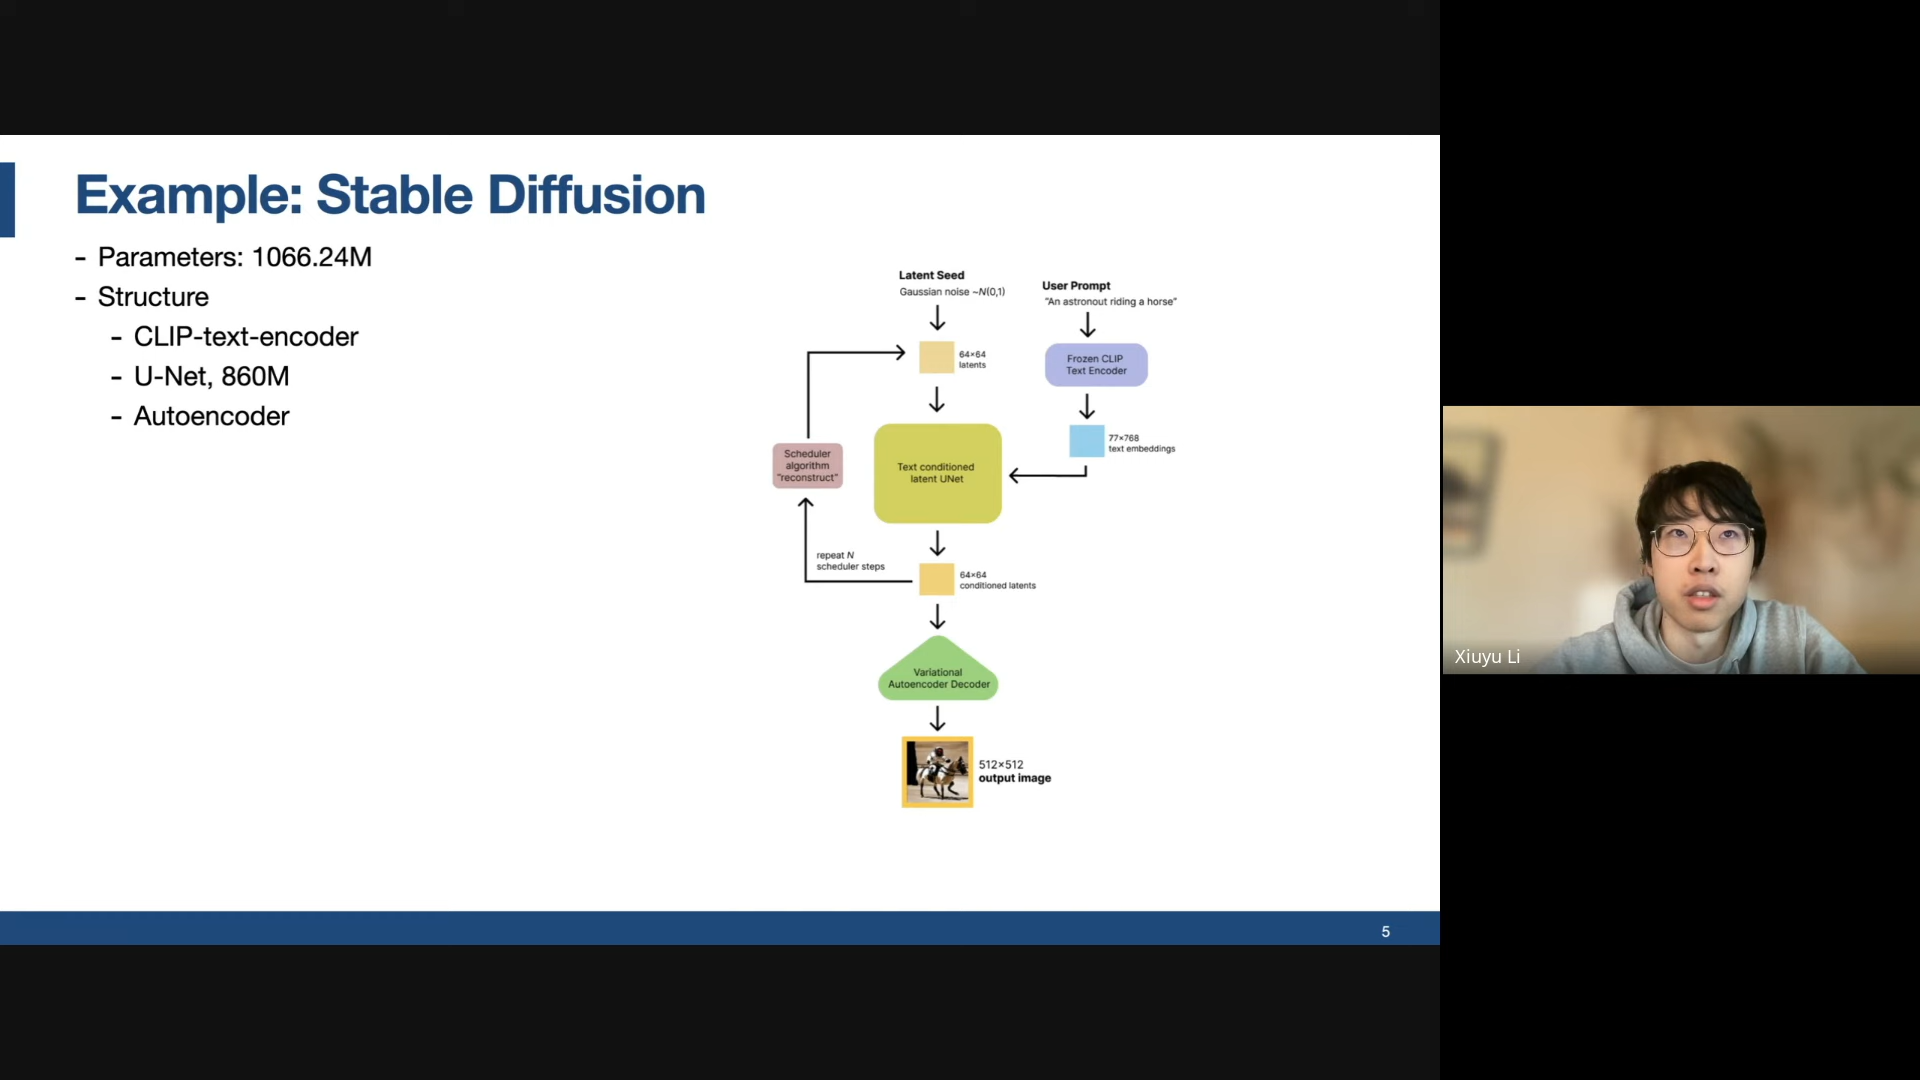 Example: Stable Diffusion
- Parameters: 1066.24M
- Structure
- CLIP-text-encoder
- U-Net, 860M
- Autoencoder
Latent Seed
Gaussian noise ~N(0,1)
User Prompt
"An astronaut riding a horse"
64×64
latents
Frozen CLIP
Text Encoder
77×768
text embeddings
Scheduler
algorithm
"reconstruct"
Text conditioned
latent UNet
repeat N
scheduler steps
64×64
conditioned latents
Variational
Autoencoder Decoder
512×512
output image
5
Xiuyu Li